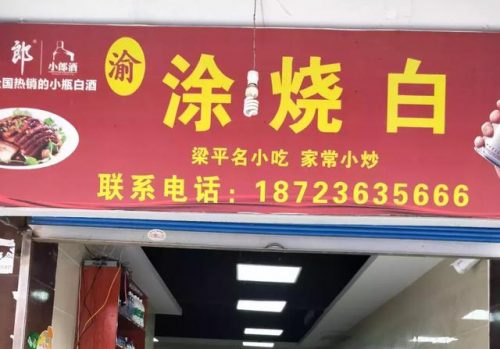 郎 小郎酒
全国热销的小瓶白酒
渝 涂烧白
梁平名小吃 家常小炒
联系电话：18723635666